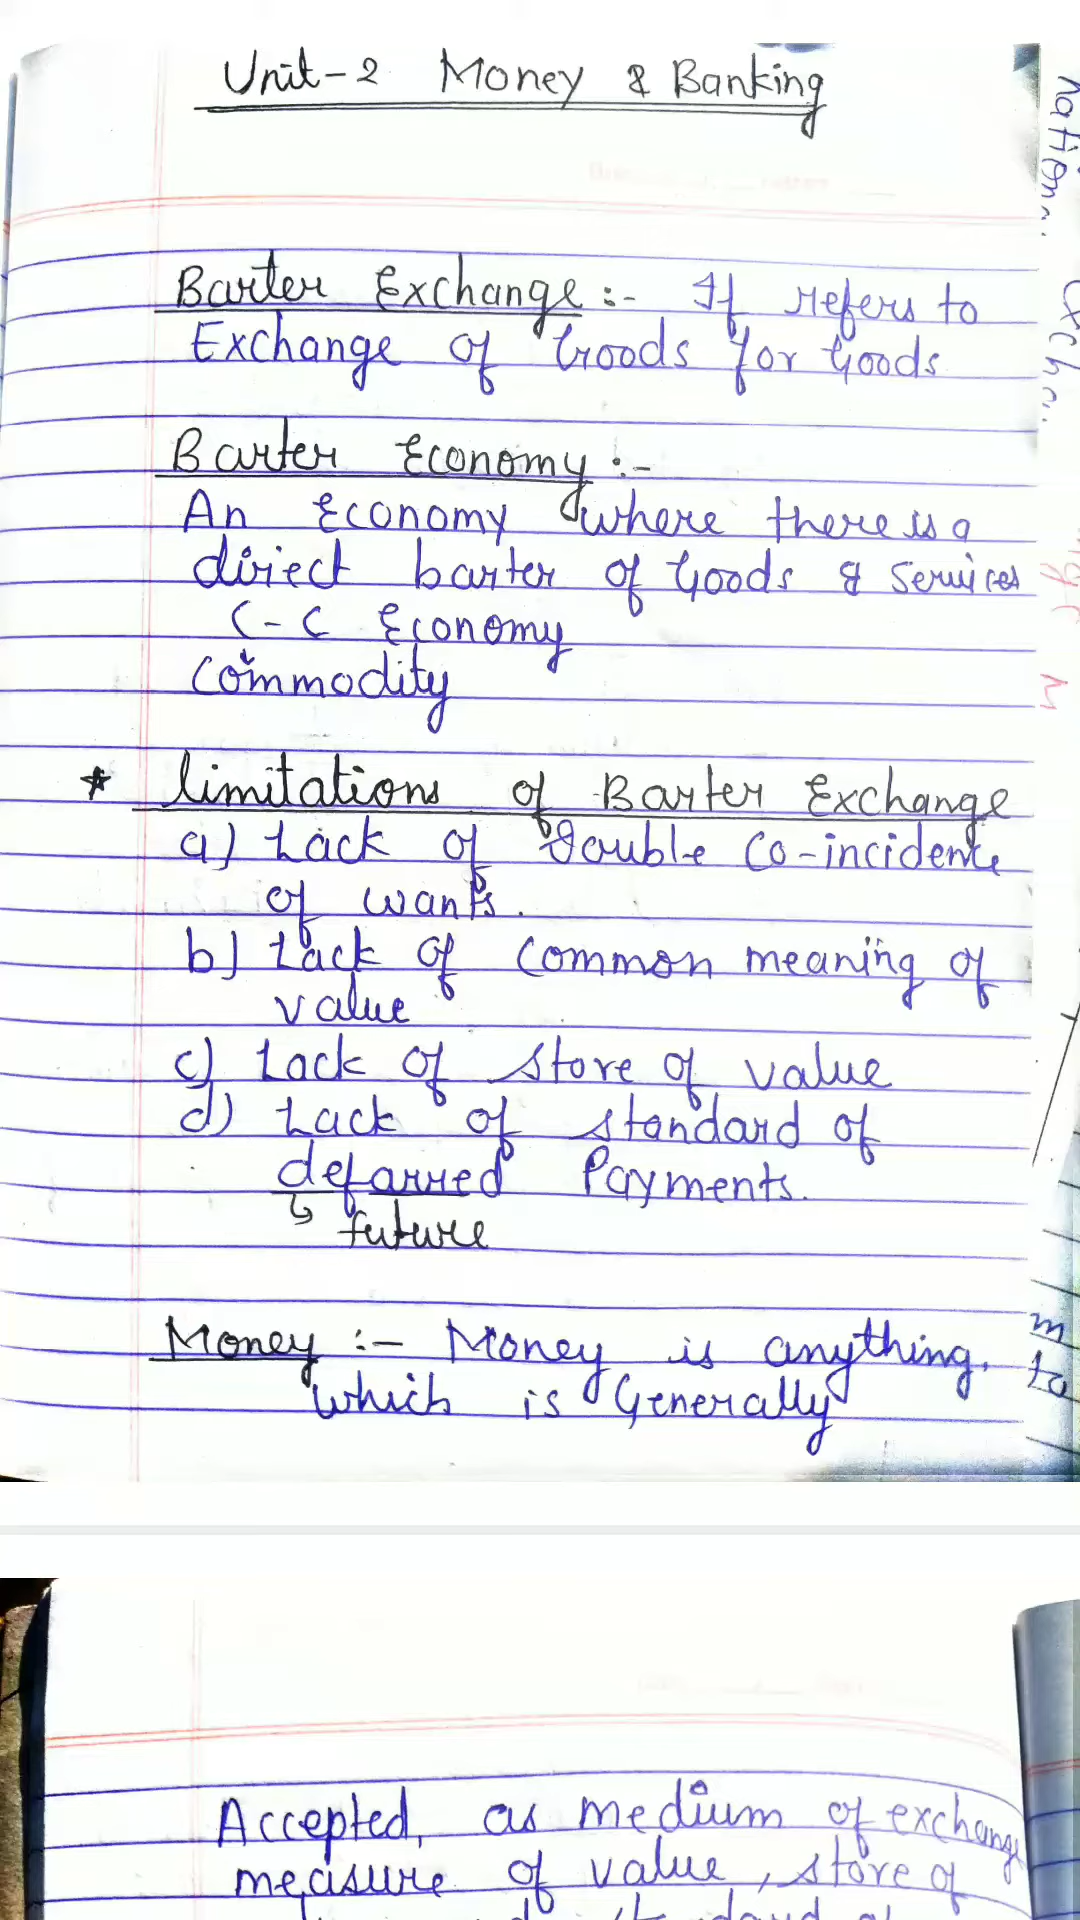 Unit-2 Money & Banking
Barter Exchange :- It refers to
Exchange of Goods for Goods
Barter Economy :-
An Economy where there is a
direct barter of Goods & Services
C-C Economy
Commodity
* limitations of Barter Exchange
a) Lack of Double Co-incidence
of wants.
b) Lack of Common meaning of
value
c) Lack of store of value
d) Lack of standard of
defarred Payments.
↳ future
Money :- Money is anything,
which is Generally
Accepted, as medium of exchange
measure of value, store of